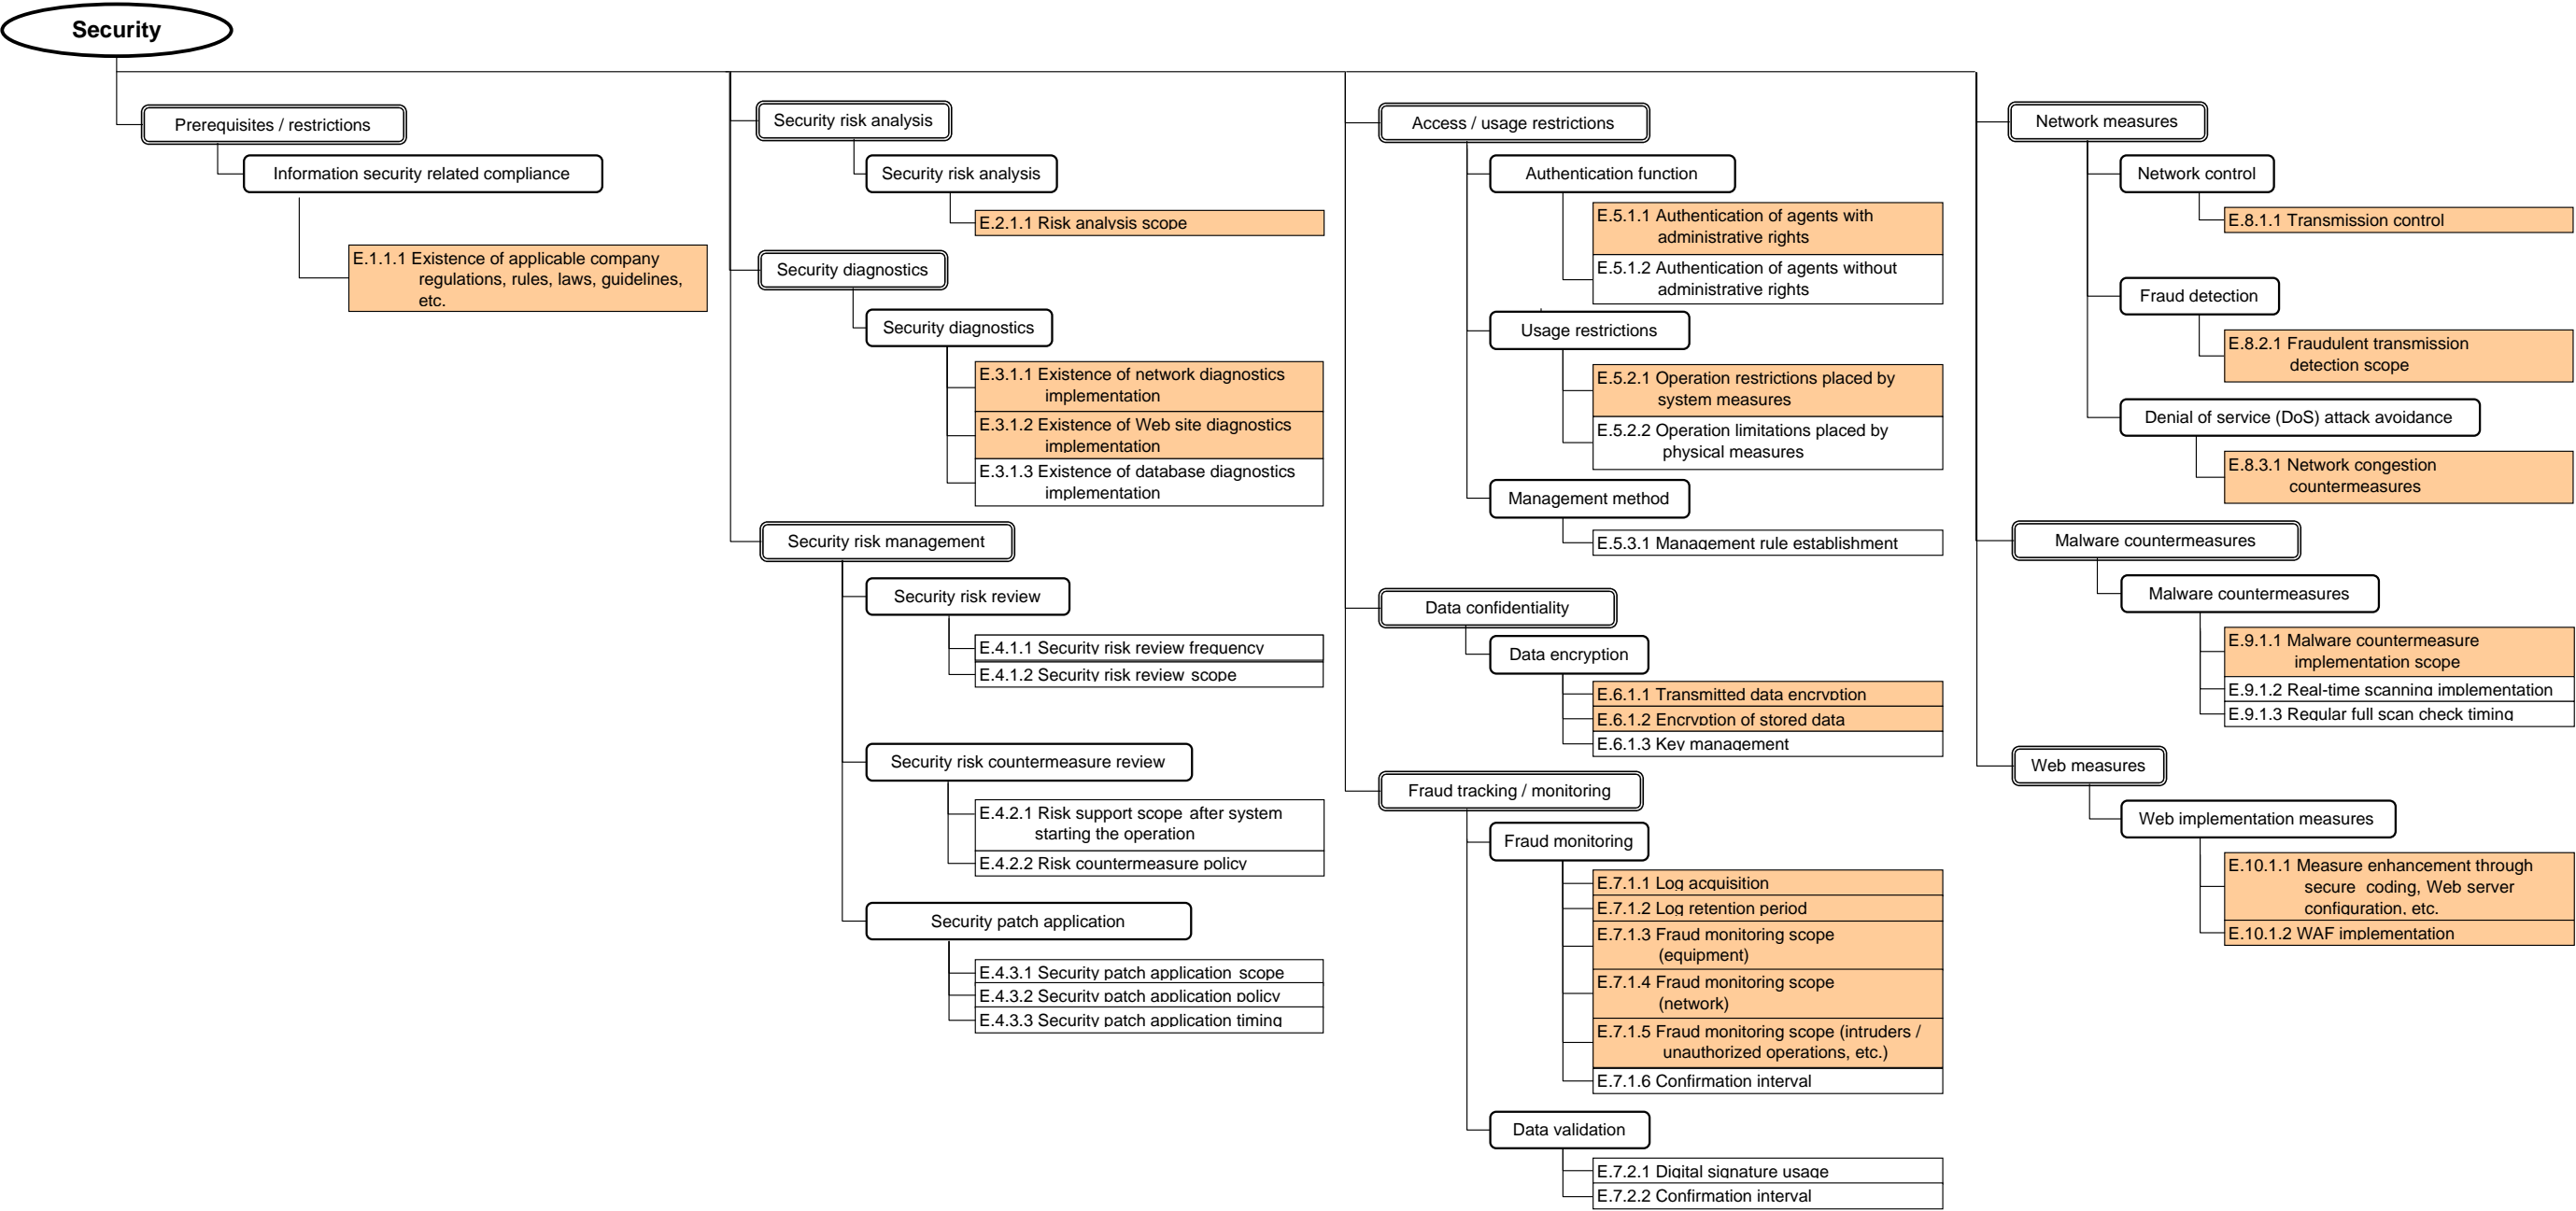 Security
Prerequisites / restrictions
Information security related compliance
E.1.1.1 Existence of applicable company
regulations, rules, laws, guidelines,
etc.
Security risk analysis
Security risk analysis
E.2.1.1 Risk analysis scope
Security diagnostics
Security diagnostics
E.3.1.1 Existence of network diagnostics
implementation
E.3.1.2 Existence of Web site diagnostics
implementation
E.3.1.3 Existence of database diagnostics
implementation
Security risk management
Security risk review
E.4.1.1 Security risk review frequency
E.4.1.2 Security risk review scope
Security risk countermeasure review
E.4.2.1 Risk support scope after system
starting the operation
E.4.2.2 Risk countermeasure policy
Security patch application
E.4.3.1 Security patch application scope
E.4.3.2 Security patch application policy
E.4.3.3 Security patch application timing
Access / usage restrictions
Authentication function
E.5.1.1 Authentication of agents with
administrative rights
E.5.1.2 Authentication of agents without
administrative rights
Usage restrictions
E.5.2.1 Operation restrictions placed by
system measures
E.5.2.2 Operation limitations placed by
physical measures
Management method
E.5.3.1 Management rule establishment
Data confidentiality
Data encryption
E.6.1.1 Transmitted data encryption
E.6.1.2 Encryption of stored data
E.6.1.3 Key management
Fraud tracking / monitoring
Fraud monitoring
E.7.1.1 Log acquisition
E.7.1.2 Log retention period
E.7.1.3 Fraud monitoring scope
(equipment)
E.7.1.4 Fraud monitoring scope
(network)
E.7.1.5 Fraud monitoring scope (intruders /
unauthorized operations, etc.)
E.7.1.6 Confirmation interval
Data validation
E.7.2.1 Digital signature usage
E.7.2.2 Confirmation interval
Network measures
Network control
E.8.1.1 Transmission control
Fraud detection
E.8.2.1 Fraudulent transmission
detection scope
Denial of service (DoS) attack avoidance
E.8.3.1 Network congestion
countermeasures
Malware countermeasures
Malware countermeasures
E.9.1.1 Malware countermeasure
implementation scope
E.9.1.2 Real-time scanning implementation
E.9.1.3 Regular full scan check timing
Web measures
Web implementation measures
E.10.1.1 Measure enhancement through
secure coding, Web server
configuration, etc.
E.10.1.2 WAF implementation